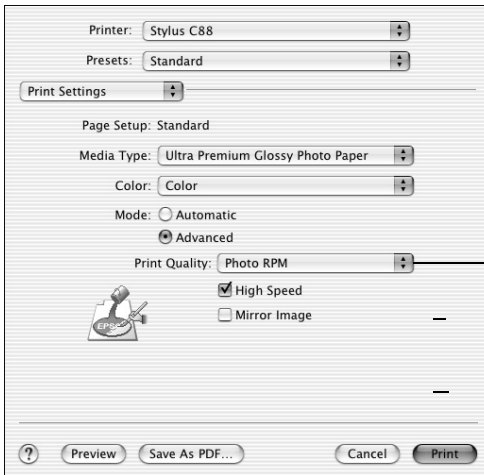 Printer: Stylus C88
Presets: Standard
Print Settings
Page Setup: Standard
Media Type: Ultra Premium Glossy Photo Paper
Color: Color
Mode: Automatic
Advanced
Print Quality: Photo RPM
High Speed
Mirror Image
EPSON
? Preview Save As PDF... Cancel Print